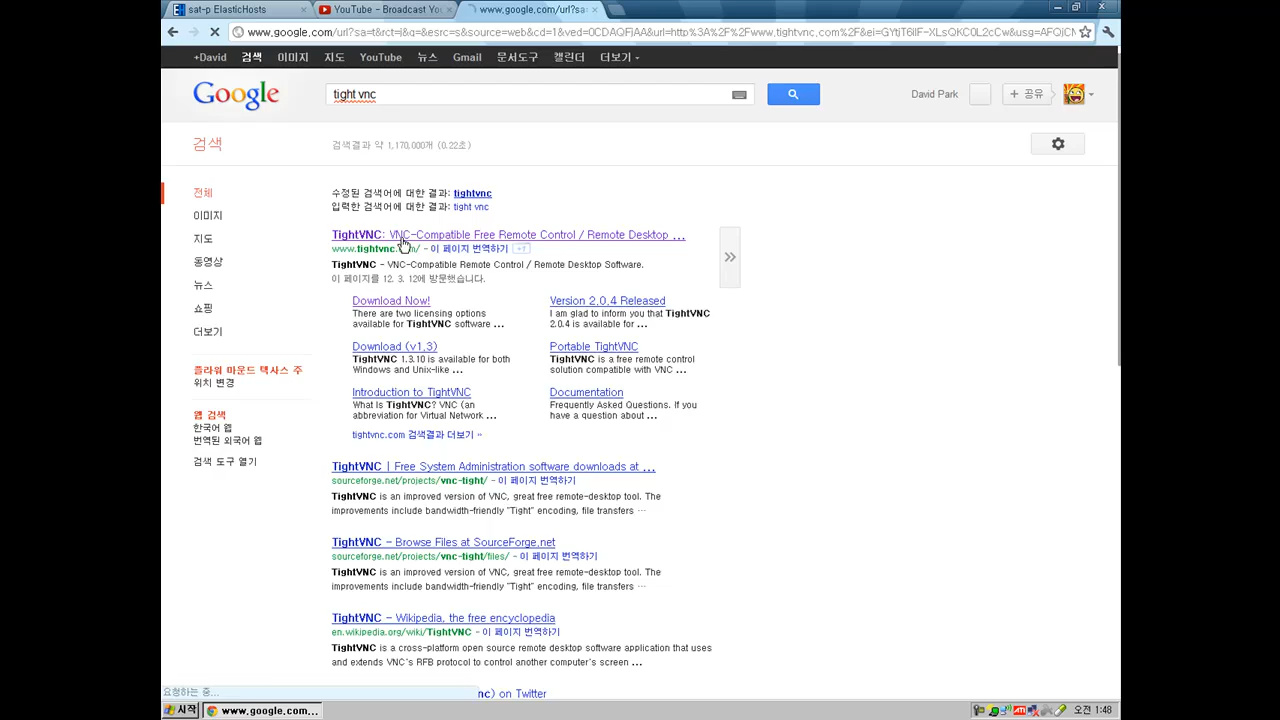 sat-p ElasticHosts
YouTube - Broadcast You
www.google.com/url?sa=
www.google.com/url?sa=t&rct=j&q=&esrc=s&source=web&cd=1&ved=0CDAQFjAA&url=http%3A%2F%2Fwww.tightvnc.com%2F&ei=
+David 검색 이미지 지도 YouTube 뉴스 Gmail 문서도구 캘린더 더보기
Google
tight vnc
David Park
+ 공유
검색
검색결과 약 1,170,000개 (0.22초)
전체
이미지
지도
동영상
뉴스
쇼핑
더보기
플라워 마운드 텍사스 주
위치 변경
웹 검색
한국어 웹
번역된 외국어 웹
검색 도구 열기
수정된 검색어에 대한 결과: tightvnc
입력한 검색어에 대한 결과: tight vnc
TightVNC: VNC-Compatible Free Remote Control / Remote Desktop ...
www.tightvnc.com/ - 이 페이지 번역하기 +1
TightVNC - VNC-Compatible Remote Control / Remote Desktop Software.
이 페이지를 12. 3. 12에 방문했습니다.
Download Now!
There are two licensing options
available for TightVNC software ...
Version 2.0.4 Released
I am glad to inform you that TightVNC
2.0.4 is available for ...
Download (v1.3)
TightVNC 1.3.10 is available for both
Windows and Unix-like ...
Portable TightVNC
TightVNC is a free remote control
solution compatible with VNC ...
Introduction to TightVNC
What Is TightVNC? VNC (an
abbreviation for Virtual Network ...
Documentation
Frequently Asked Questions. If you
have a question about ...
tightvnc.com 검색결과 더보기 »
TightVNC | Free System Administration software downloads at ...
sourceforge.net/projects/vnc-tight/ - 이 페이지 번역하기
TightVNC is an improved version of VNC, great free remote-desktop tool. The
improvements include bandwidth-friendly "Tight" encoding, file transfers ...
TightVNC - Browse Files at SourceForge.net
sourceforge.net/projects/vnc-tight/files/ - 이 페이지 번역하기
TightVNC is an improved version of VNC, great free remote-desktop tool. The
improvements include bandwidth-friendly "Tight" encoding, file transfers ...
TightVNC - Wikipedia, the free encyclopedia
en.wikipedia.org/wiki/TightVNC - 이 페이지 번역하기
TightVNC is a cross-platform open source remote desktop software application that uses
and extends VNC's RFB protocol to control another computer's screen ...
nc) on Twitter
요청하는 중...
시작
www.google.com...
오전 1:48